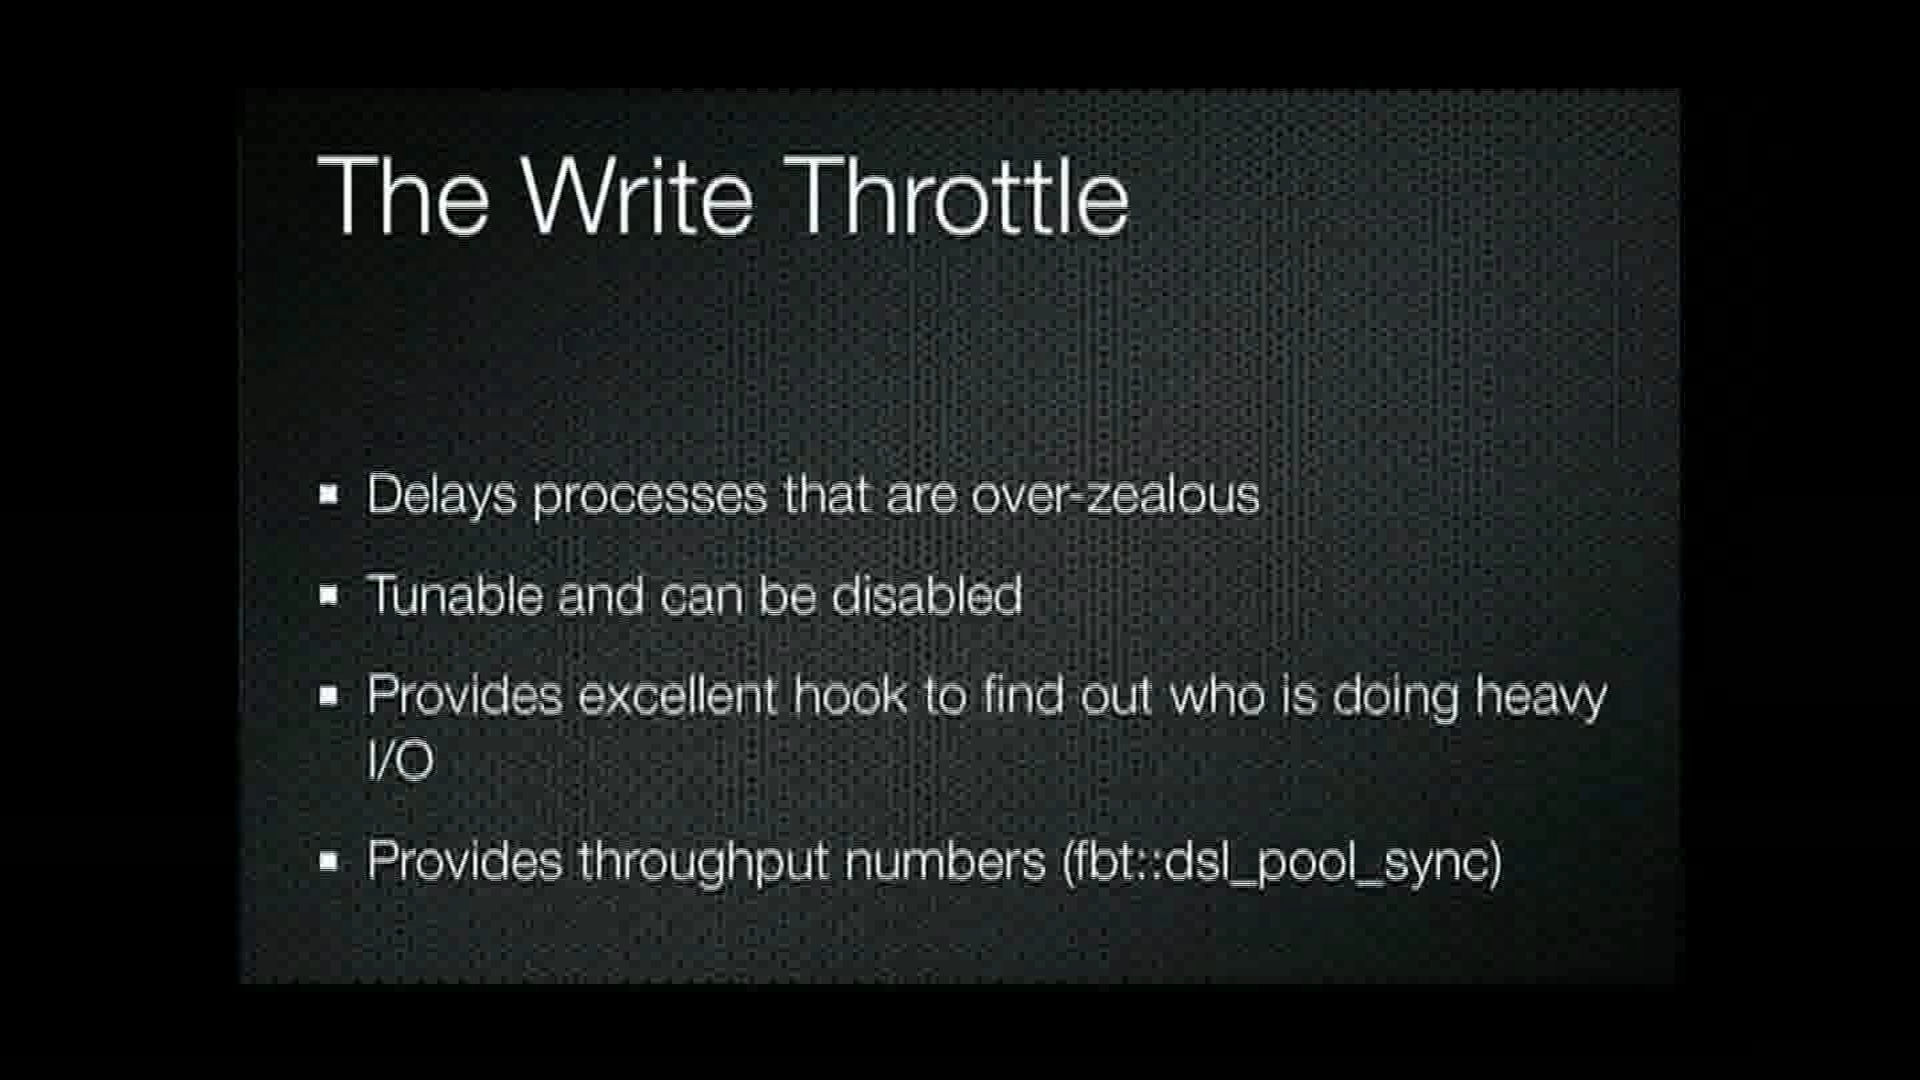 The Write Throttle
▪ Delays processes that are over-zealous
▪ Tunable and can be disabled
▪ Provides excellent hook to find out who is doing heavy
I/O
▪ Provides throughput numbers (fbt::dsl_pool_sync)